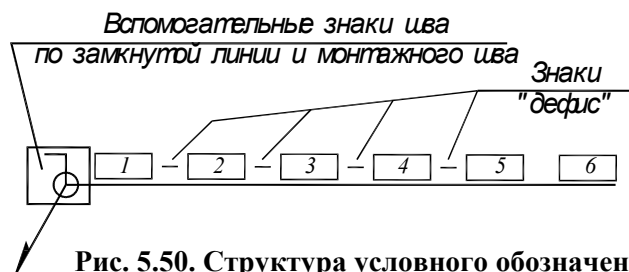 Вспомогательные знаки шва
по замкнутой линии и монтажного шва
Знаки
"дефис"
1 – 2 – 3 – 4 – 5 6
Рис. 5.50. Структура условного обозначен